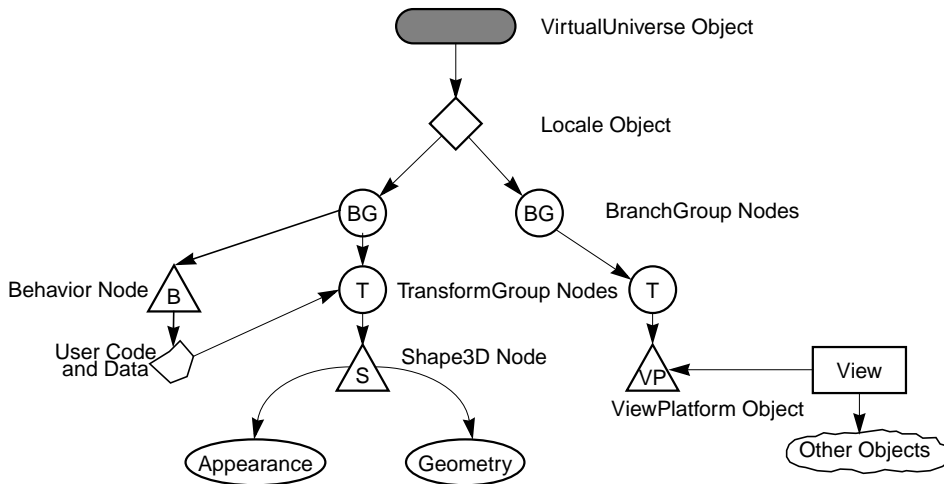 VirtualUniverse Object
Locale Object
BG
BG
BranchGroup Nodes
Behavior Node
B
T
TransformGroup Nodes
T
User Code
and Data
S
Shape3D Node
VP
View
ViewPlatform Object
Appearance
Geometry
Other Objects